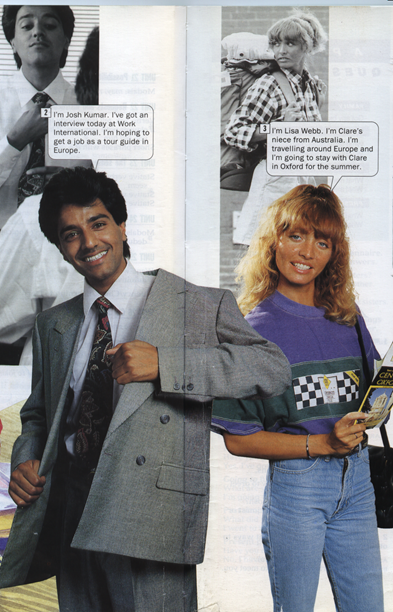 2
I'm Josh Kumar. I've got an
interview today at Work
International. I'm hoping to
get a job as a tour guide in
Europe.
3
I'm Lisa Webb. I'm Clare's
niece from Australia. I'm
travelling around Europe and
I'm going to stay with Clare
in Oxford for the summer.